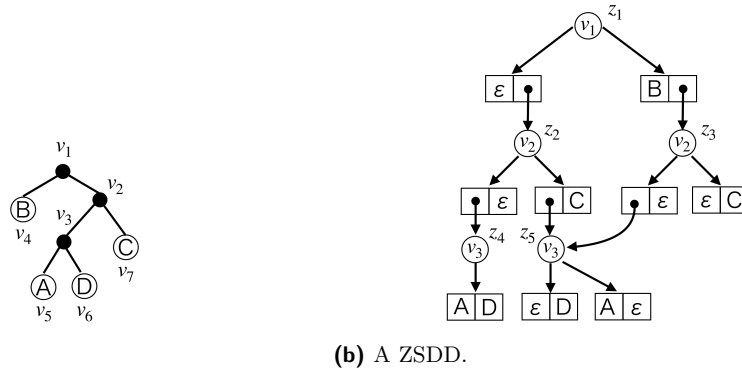 v1 z1
ε B
v2 z2 v2 z3
ε C ε ε C
v3 z4 z5 v3
A D ε D A ε
v1
v2
B v3
v4 C
v7
A D
v5 v6
(b) A ZSDD.